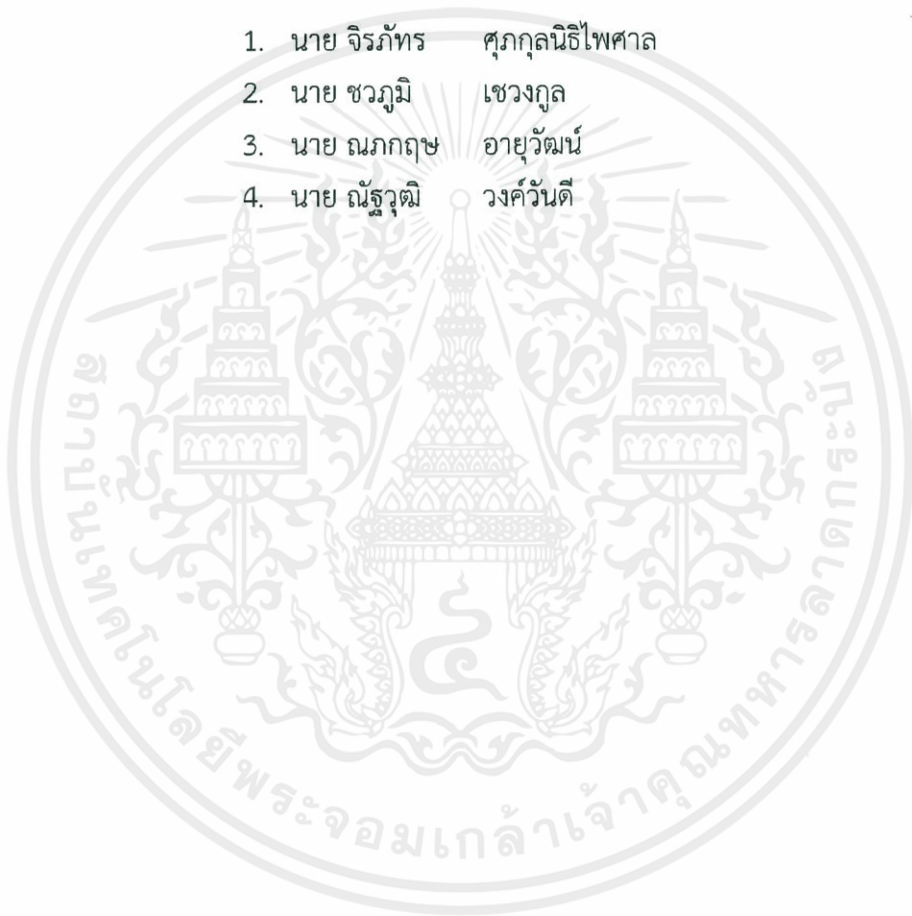 1. นาย จิรภัทร ศุภกุลนิธิไพศาล
2. นาย ชวภูมิ เชวงกูล
3. นาย ณภกฤษ อายุวัฒน์
4. นาย ณัฐวุฒิ วงค์วันดี
สถาบันเทคโนโลยีพระจอมเกล้าเจ้าคุณทหารลาดกระบัง